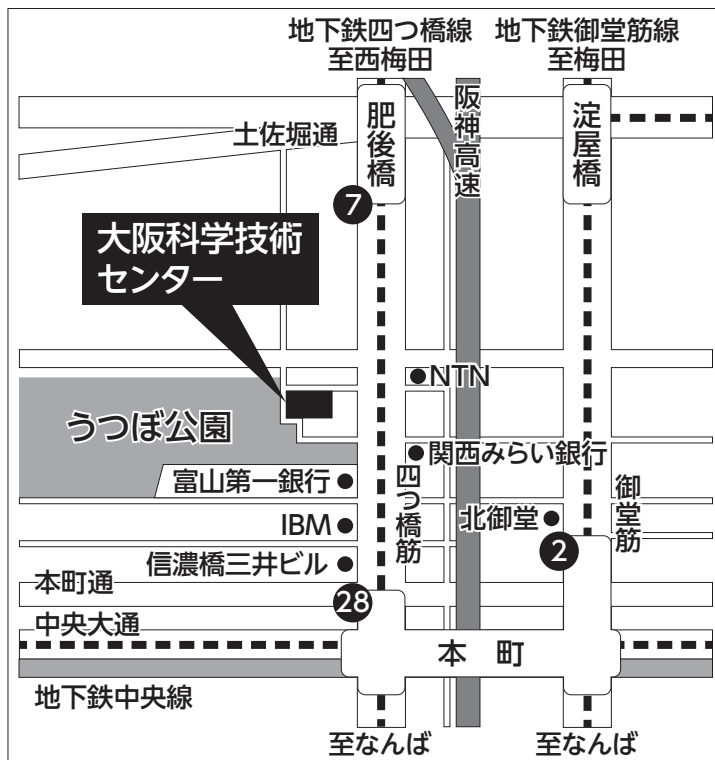 地下鉄四つ橋線
至西梅田
地下鉄御堂筋線
至梅田
肥後橋
阪神高速
淀屋橋
土佐堀通
7
大阪科学技術
センター
NTN
うつぼ公園
関西みらい銀行
富山第一銀行
四つ橋筋
御堂筋
IBM
北御堂
2
信濃橋三井ビル
本町通
28
中央大通
本 町
地下鉄中央線
至なんば
至なんば